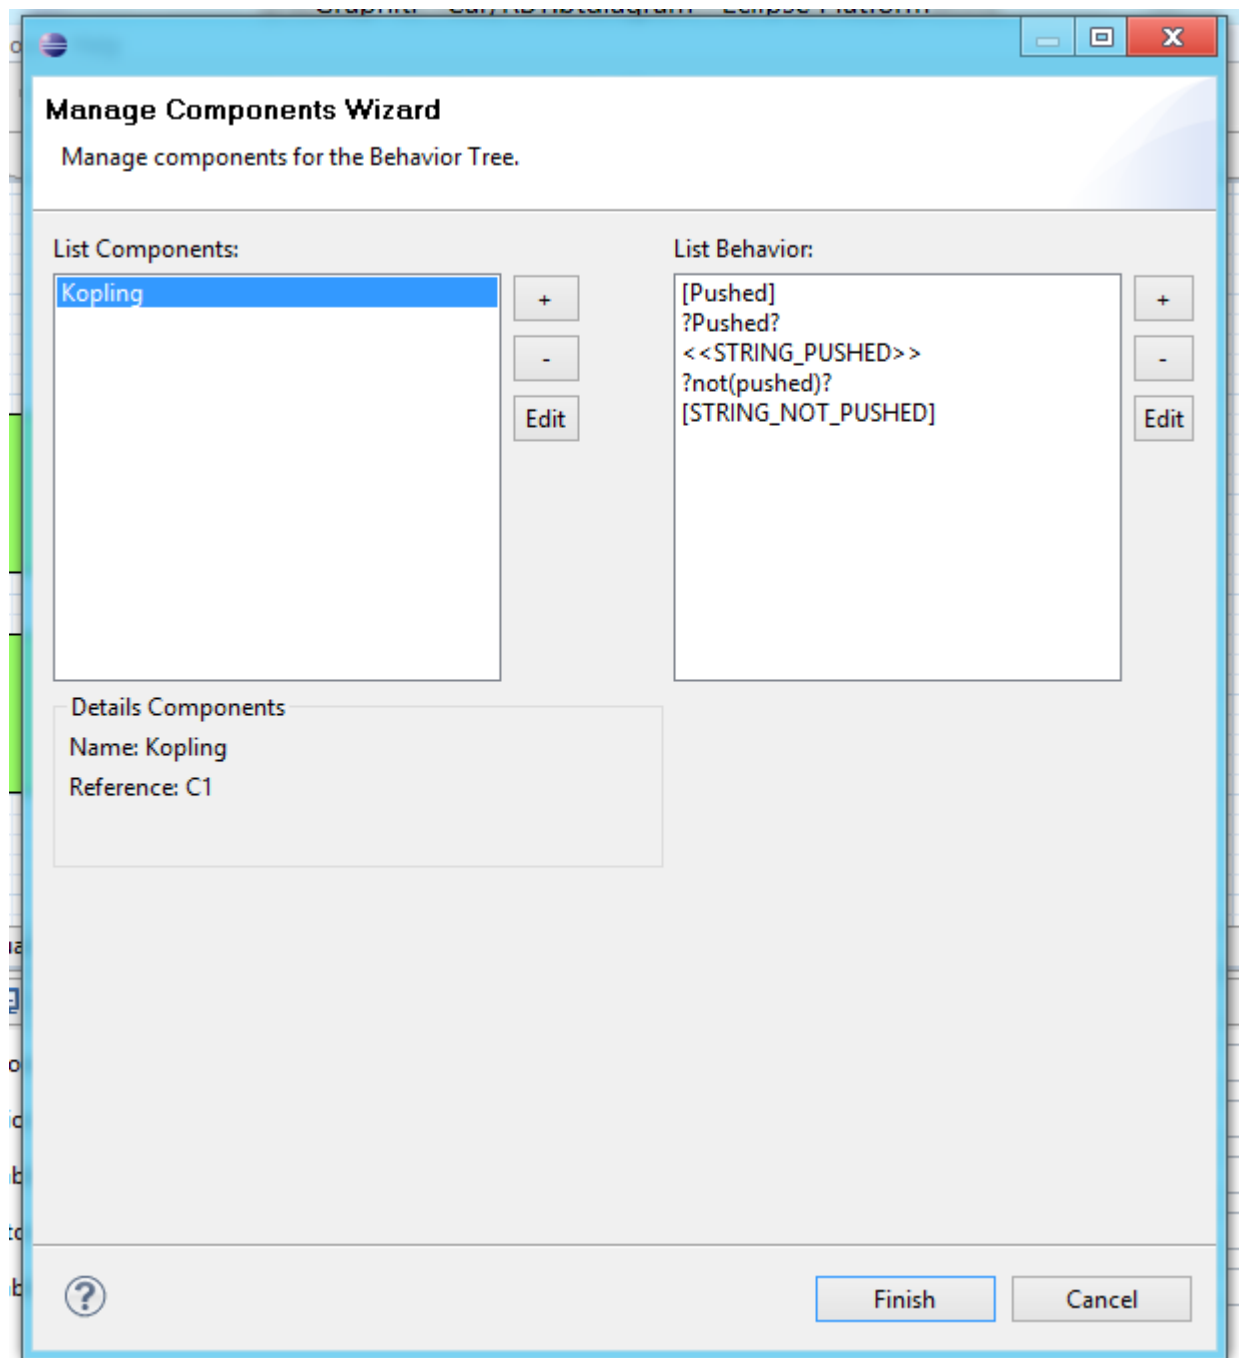 Manage Components Wizard
Manage components for the Behavior Tree.
List Components:
Kopling
+
-
Edit
List Behavior:
[Pushed]
?Pushed?
<<STRING_PUSHED>>
?not(pushed)?
[STRING_NOT_PUSHED]
+
-
Edit
Details Components
Name: Kopling
Reference: C1
?
Finish
Cancel